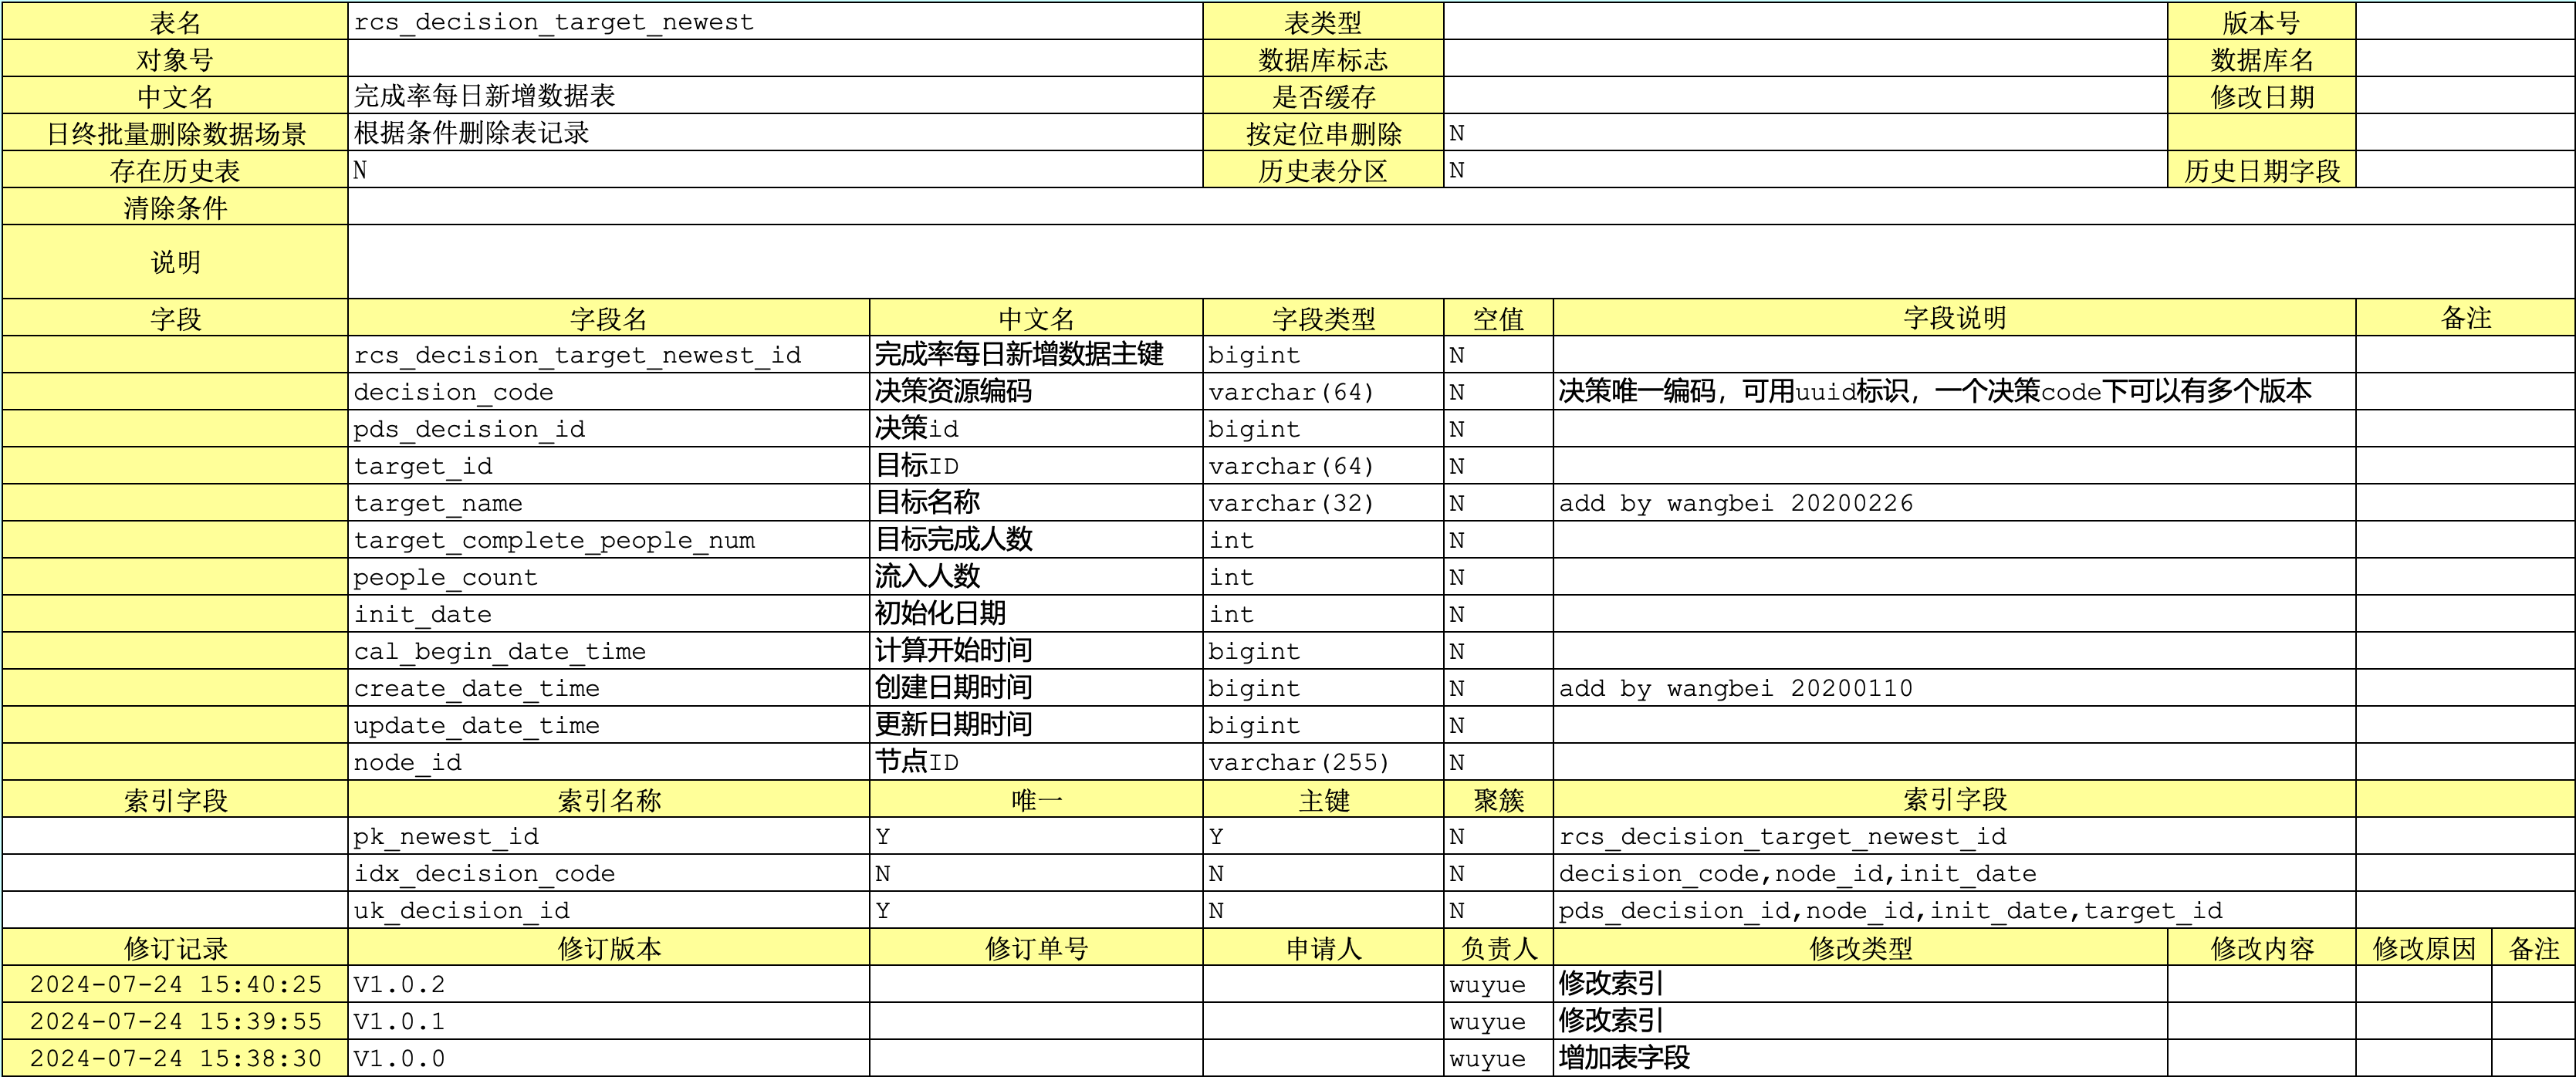 表名 rcs_decision_target_newest 表类型 版本号
对象号 数据库标志 数据库名
中文名 完成率每日新增数据表 是否缓存 修改日期
日终批量删除数据场景 根据条件删除表记录 按定位串删除 N
存在历史表 N 历史表分区 N 历史日期字段
清除条件
说明
字段 字段名 中文名 字段类型 空值 字段说明 备注
rcs_decision_target_newest_id 完成率每日新增数据主键 bigint N
decision_code 决策资源编码 varchar(64) N 决策唯一编码，可用uuid标识，一个决策code下可以有多个版本
pds_decision_id 决策id bigint N
target_id 目标ID varchar(64) N
target_name 目标名称 varchar(32) N add by wangbei 20200226
target_complete_people_num 目标完成人数 int N
people_count 流入人数 int N
init_date 初始化日期 int N
cal_begin_date_time 计算开始时间 bigint N
create_date_time 创建日期时间 bigint N add by wangbei 20200110
update_date_time 更新日期时间 bigint N
node_id 节点ID varchar(255) N
索引字段 索引名称 唯一 主键 聚簇 索引字段
pk_newest_id Y Y N rcs_decision_target_newest_id
idx_decision_code N N N decision_code,node_id,init_date
uk_decision_id Y N N pds_decision_id,node_id,init_date,target_id
修订记录 修订版本 修订单号 申请人 负责人 修改类型 修改内容 修改原因 备注
2024-07-24 15:40:25 V1.0.2 wuyue 修改索引
2024-07-24 15:39:55 V1.0.1 wuyue 修改索引
2024-07-24 15:38:30 V1.0.0 wuyue 增加表字段